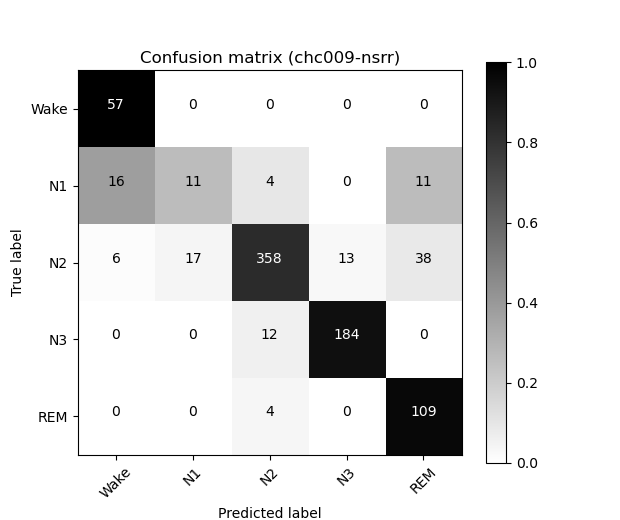 Confusion matrix (chc009-nsrr)
1.0
Wake 57 0 0 0 0
0.8
N1 16 11 4 0 11
0.6
True label
N2 6 17 358 13 38
0.4
N3 0 0 12 184 0
0.2
REM 0 0 4 0 109
0.0
Wake N1 N2 N3 REM
Predicted label